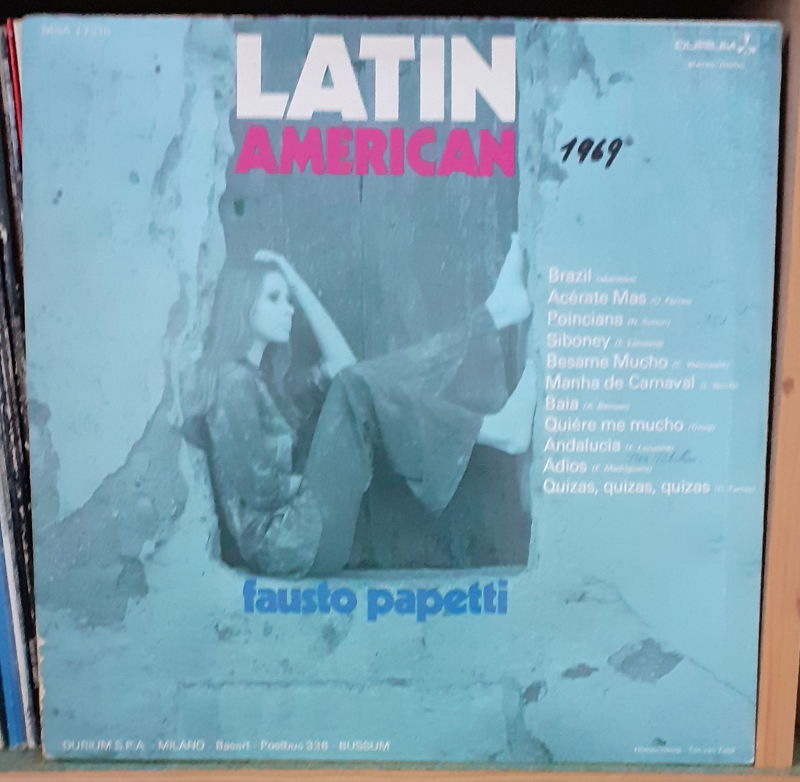 LATIN
DURIUM
AMERICAN
1969
Brazil
Acérate Mas
Poinciana
Siboney
Besame Mucho
Manha de Carnaval
Baia
Quiére me mucho
Andalucia
Adios
Quizas, quizas, quizas
fausto papetti
DURIUM S.P.A. - MILANO - Basart - Postbus 338 - BUSSUM